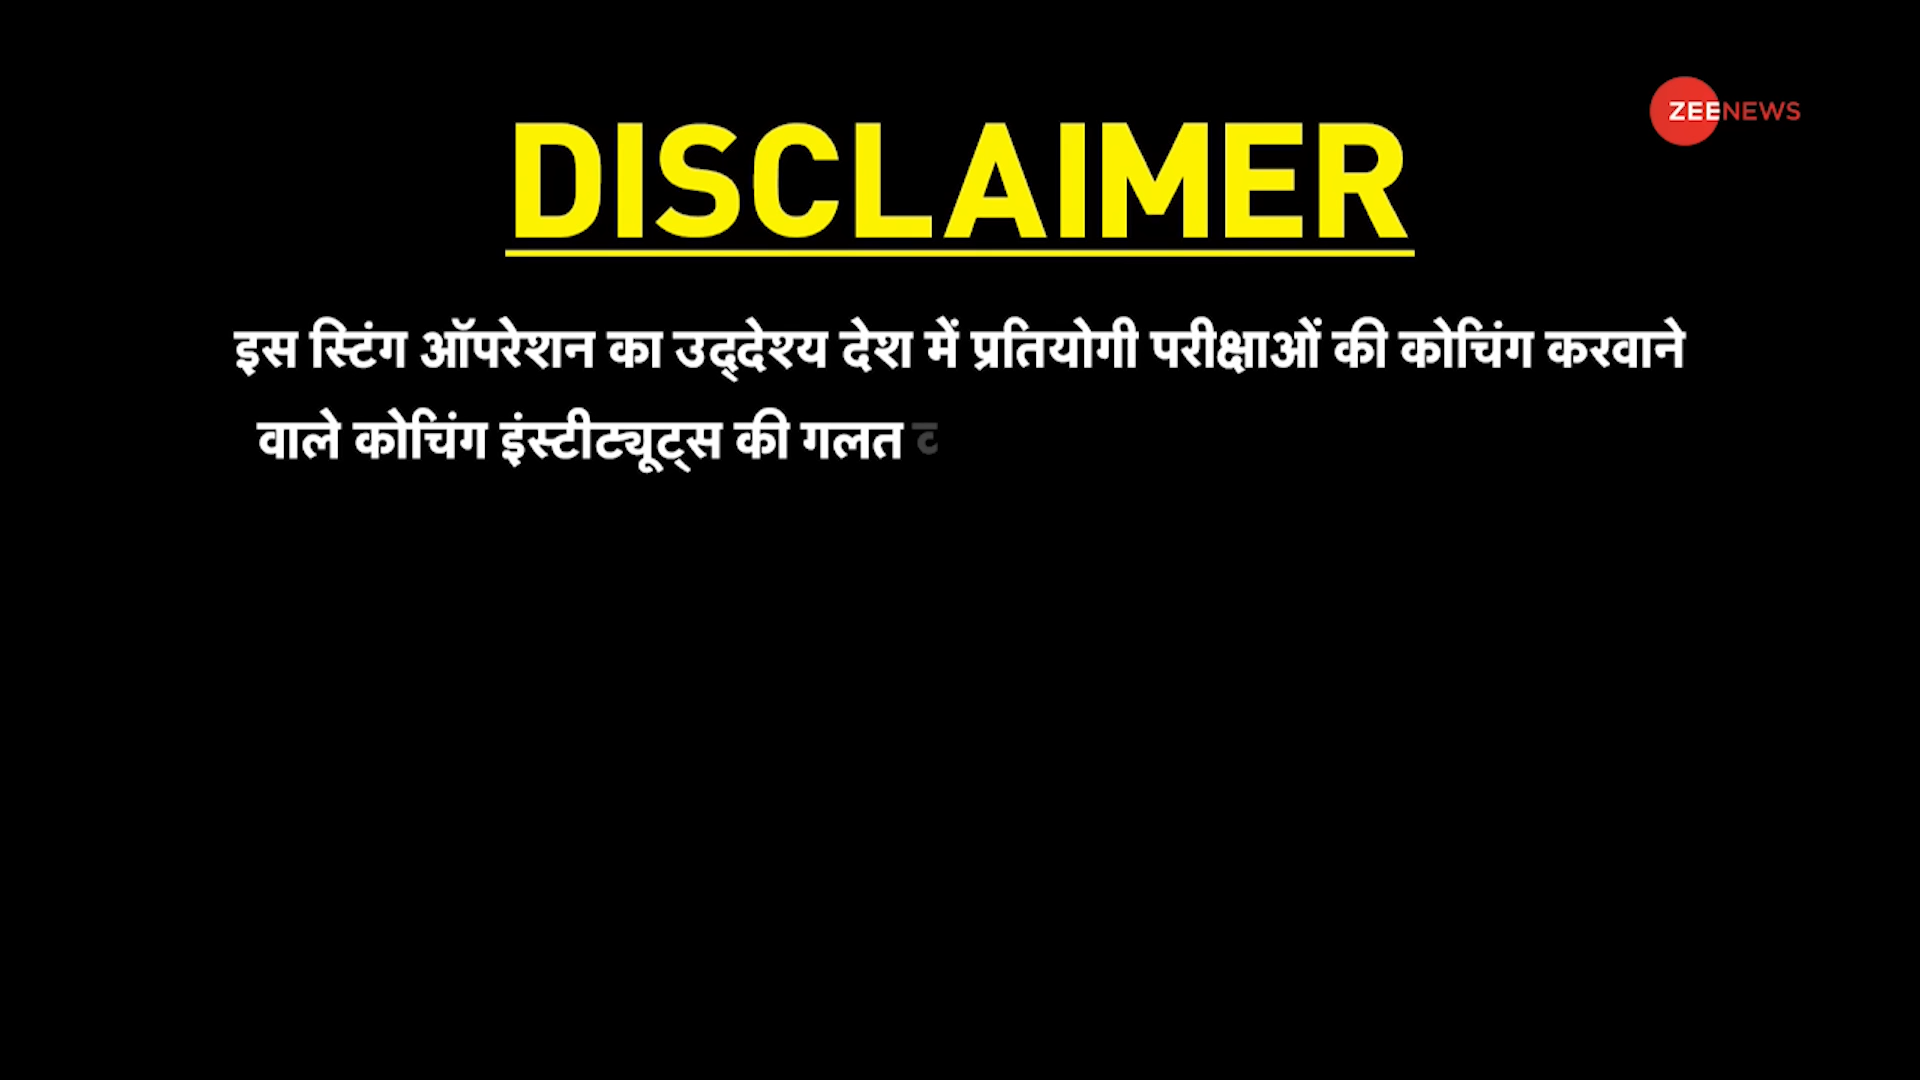 ZEENEWS
DISCLAIMER
इस स्टिंग ऑपरेशन का उद्देश्य देश में प्रतियोगी परीक्षाओं की कोचिंग करवाने
वाले कोचिंग इंस्टीट्यूट्स की गलत